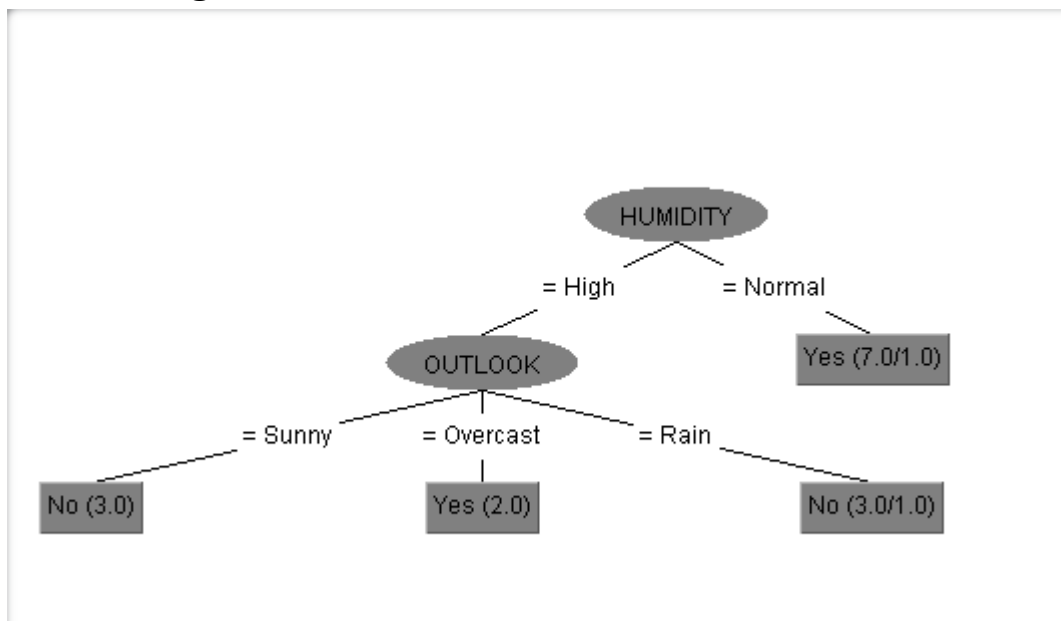 HUMIDITY
= High
= Normal
OUTLOOK
Yes (7.0/1.0)
= Sunny
= Overcast
= Rain
No (3.0)
Yes (2.0)
No (3.0/1.0)